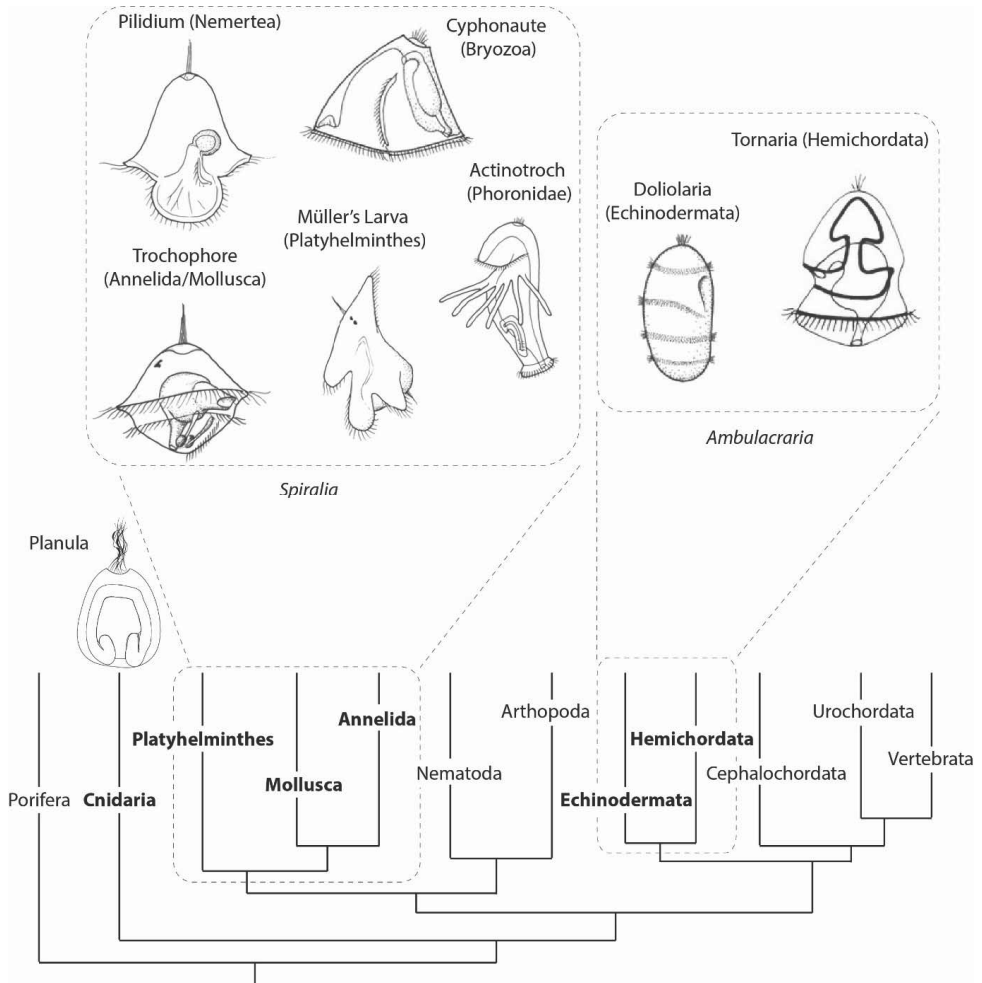 Pilidium (Nemertea)
Cyphonaute
(Bryozoa)
Actinotroch
(Phoronidae)
Müller's Larva
(Platyhelminthes)
Trochophore
(Annelida/Mollusca)
Spiralia
Tornaria (Hemichordata)
Doliolaria
(Echinodermata)
Ambulacraria
Planula
Porifera
Cnidaria
Platyhelminthes
Mollusca
Annelida
Nematoda
Arthopoda
Echinodermata
Hemichordata
Cephalochordata
Urochordata
Vertebrata